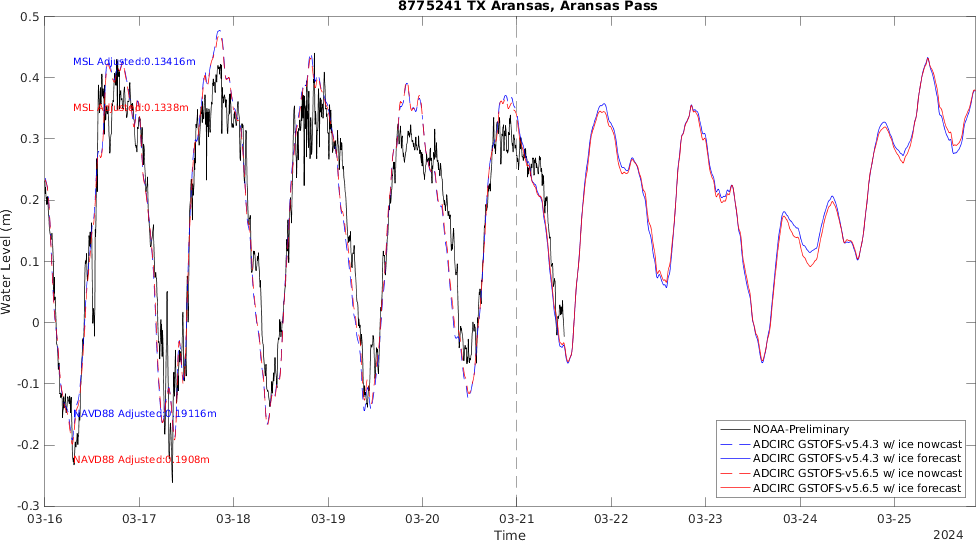 8775241 TX Aransas, Aransas Pass
0.5
0.4
0.3
0.2
0.1
0
-0.1
-0.2
-0.3
Water Level (m)
MSL Adjusted:0.13416m
MSL Adjusted:0.1338m
NAVD88 Adjusted:0.19116m
NAVD88 Adjusted:0.1908m
NOAA-Preliminary
ADCIRC GSTOFS-v5.4.3 w/ ice nowcast
ADCIRC GSTOFS-v5.4.3 w/ ice forecast
ADCIRC GSTOFS-v5.6.5 w/ ice nowcast
ADCIRC GSTOFS-v5.6.5 w/ ice forecast
03-16 03-17 03-18 03-19 03-20 03-21 03-22 03-23 03-24 03-25
Time
2024